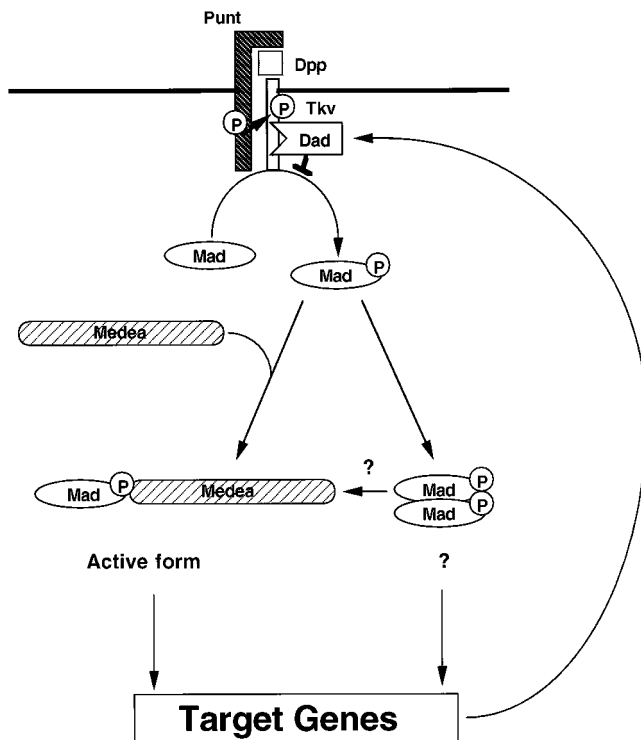 Punt
Dpp
P Tkv
P
Dad
Mad
P
Mad
Medea
P
Mad Medea
?
P
Mad
P
Mad
Active form
?
Target Genes